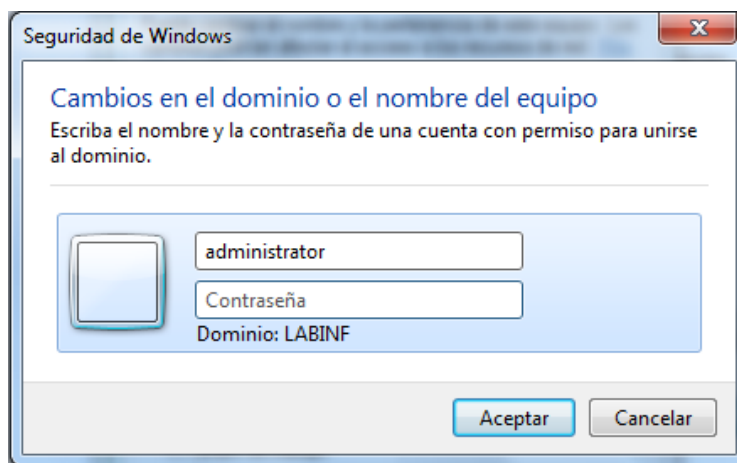 Seguridad de Windows
Cambios en el dominio o el nombre del equipo
Escriba el nombre y la contraseña de una cuenta con permiso para unirse
al dominio.
administrator
Contraseña
Dominio: LABINF
Aceptar
Cancelar